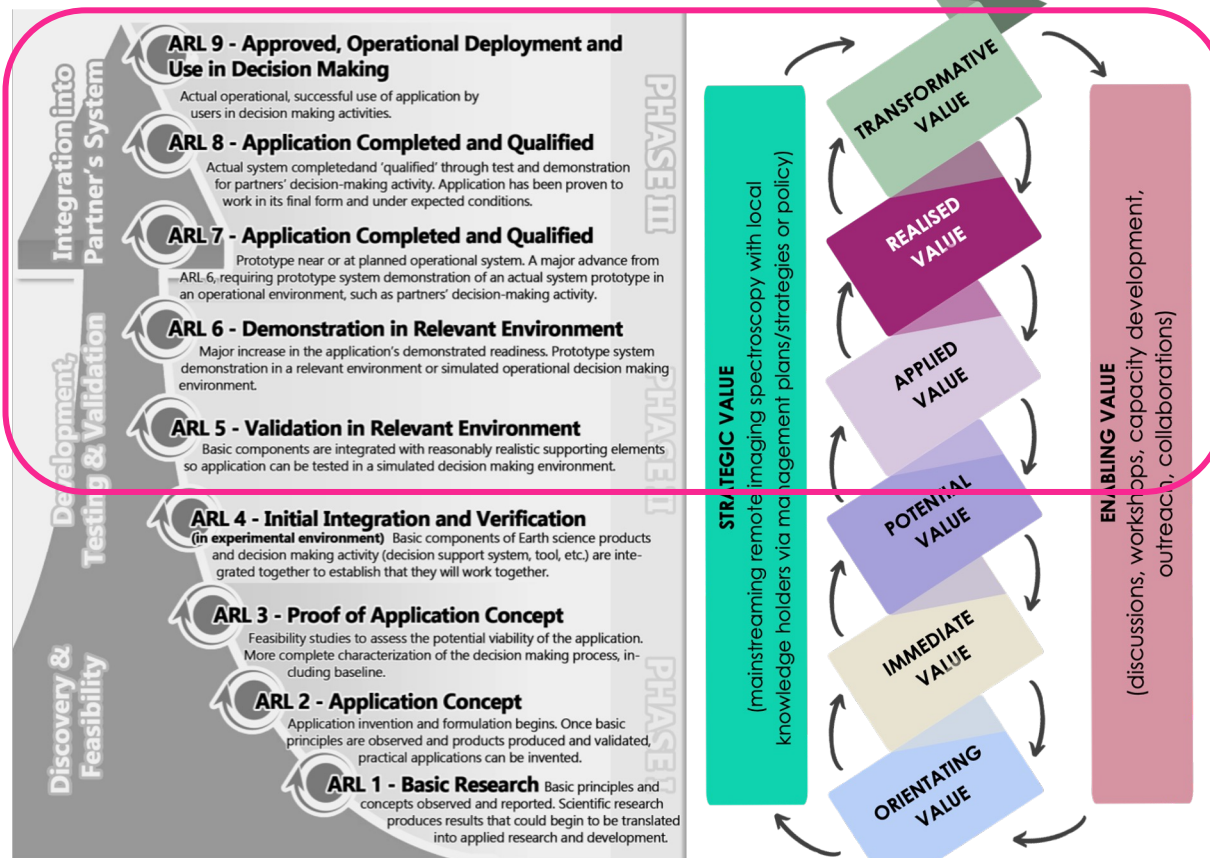 ARL 9 - Approved, Operational Deployment and
Use in Decision Making
Actual operational, successful use of application by
users in decision making activities.
ARL 8 - Application Completed and Qualified
Actual system completedand ‘qualified’ through test and demonstration
for partners’ decision-making activity. Application has been proven to
work in its final form and under expected conditions.
ARL 7 - Application Completed and Qualified
Prototype near or at planned operational system. A major advance from
ARL 6, requiring prototype system demonstration of an actual system prototype in
an operational environment, such as partners’ decision-making activity.
ARL 6 - Demonstration in Relevant Environment
Major increase in the application’s demonstrated readiness. Prototype system
demonstration in a relevant environment or simulated operational decision making
environment.
ARL 5 - Validation in Relevant Environment
Basic components are integrated with reasonably realistic supporting elements
so application can be tested in a simulated decision making environment.
ARL 4 - Initial Integration and Verification
(in experimental environment) Basic components of Earth science products
and decision making activity (decision support system, tool, etc.) are inte-
grated together to establish that they will work together.
ARL 3 - Proof of Application Concept
Feasibility studies to assess the potential viability of the application.
More complete characterization of the decision making process, in-
cluding baseline.
ARL 2 - Application Concept
Application invention and formulation begins. Once basic
principles are observed and products produced and validated,
practical applications can be invented.
ARL 1 - Basic Research Basic principles and
concepts observed and reported. Scientific research
produces results that could begin to be translated
into applied research and development.
Integration into
Partner’s System
Development,
Testing & Validation
Discovery &
Feasibility
PHASE III
PHASE II
PHASE I
STRATEGIC VALUE
(mainstreaming remote imaging spectroscopy with local
knowledge holders via management plans/strategies or policy)
TRANSFORMATIVE
VALUE
REALISED
VALUE
APPLIED
VALUE
POTENTIAL
VALUE
IMMEDIATE
VALUE
ORIENTATING
VALUE
ENABLING VALUE
(discussions, workshops, capacity development,
outreach, collaborations)